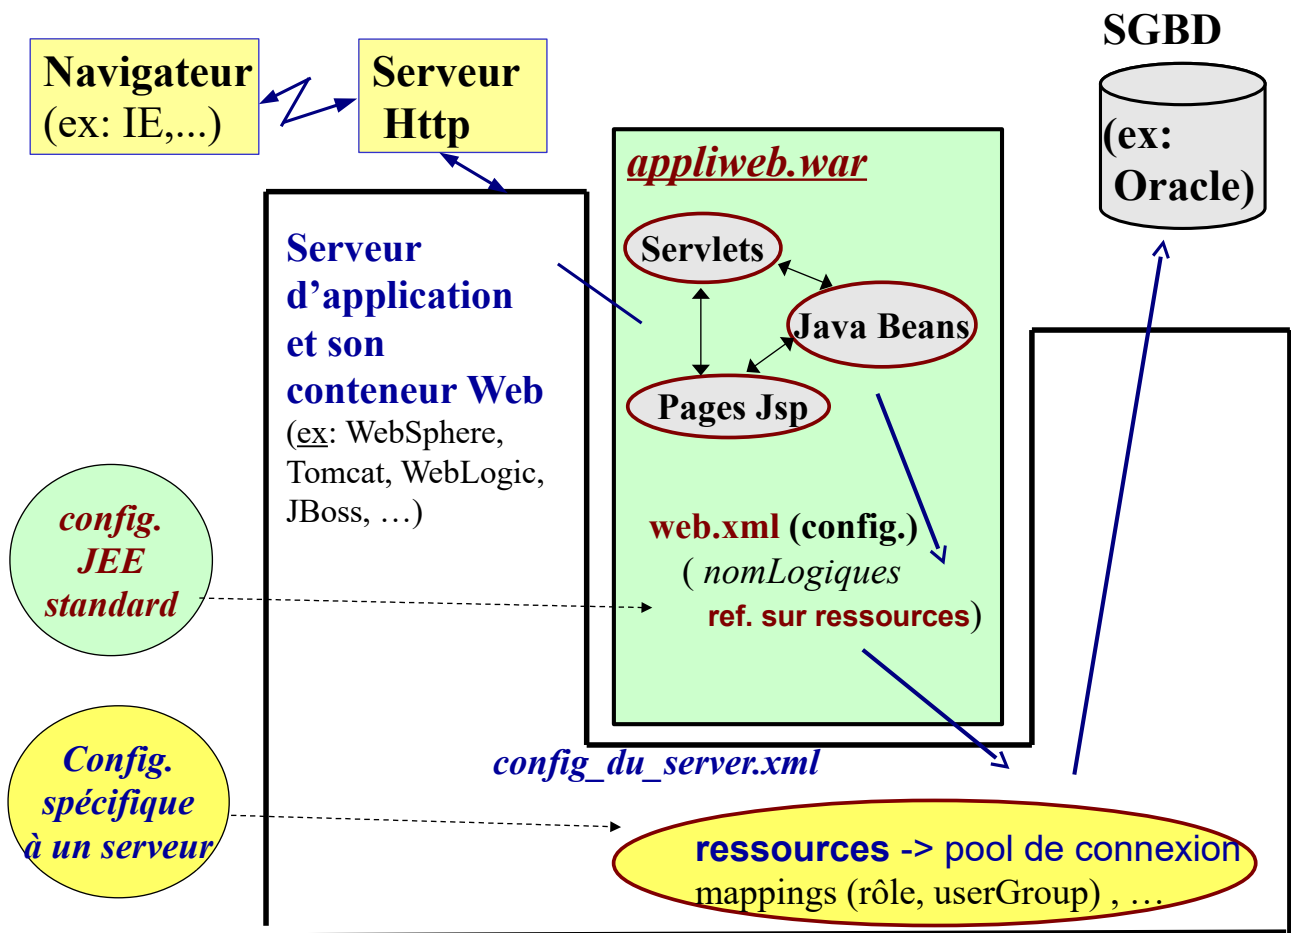 SGBD
Navigateur
(ex: IE,...)
Serveur
Http
(ex:
Oracle)
appliweb.war
Servlets
Java Beans
Pages Jsp
Serveur
d’application
et son
conteneur Web
(ex: WebSphere,
Tomcat, WebLogic,
JBoss, …)
config.
JEE
standard
web.xml (config.)
( nomLogiques
ref. sur ressources)
Config.
spécifique
à un serveur
config_du_server.xml
ressources -> pool de connexion
mappings (rôle, userGroup) , …